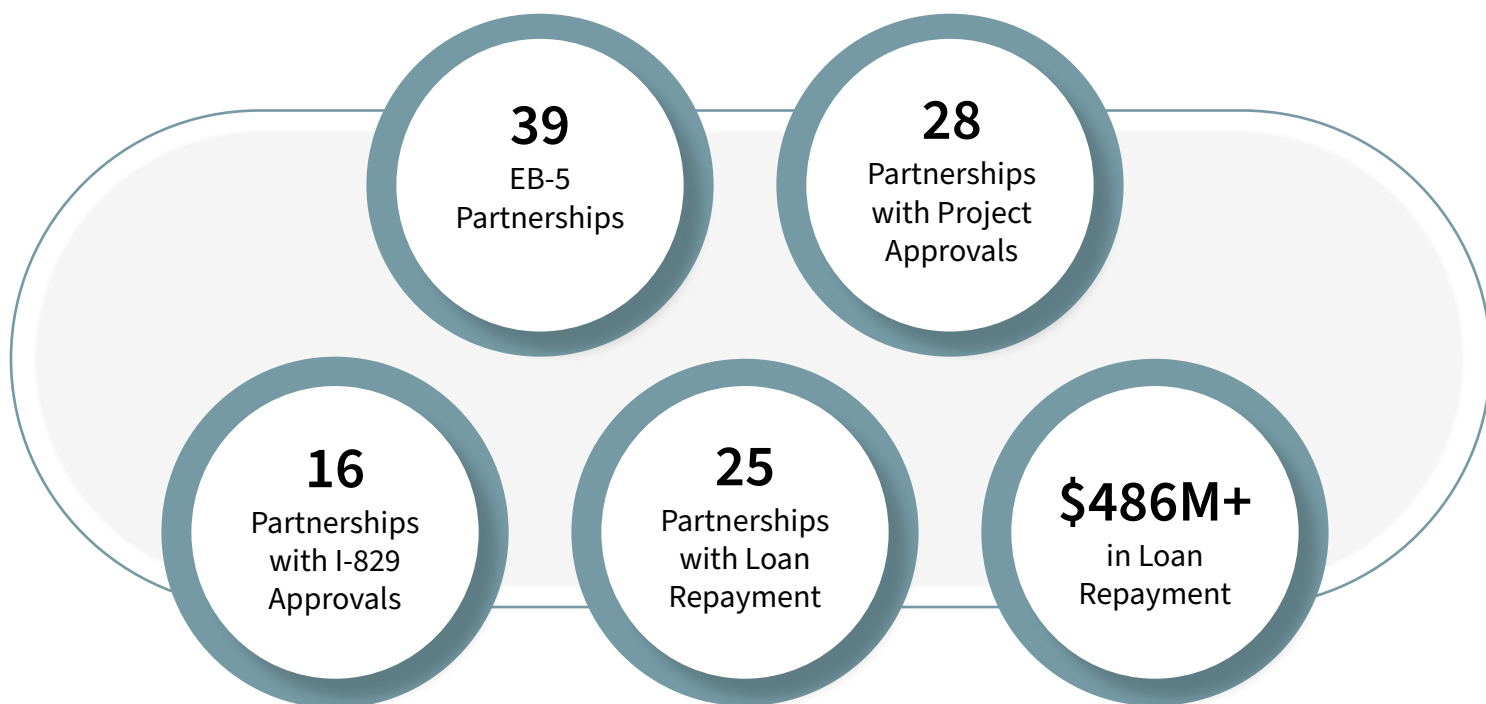 39
EB-5
Partnerships
28
Partnerships
with Project
Approvals
16
Partnerships
with I-829
Approvals
25
Partnerships
with Loan
Repayment
$486M+
in Loan
Repayment